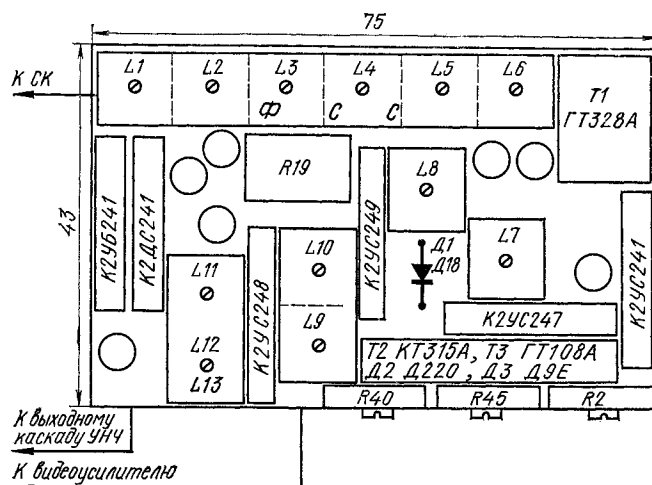 75
К СК
43
L1 L2 L3 L4 L5 L6
Ф С С
T1
ГТ328А
R19
L8
К2УБ241
К2ДС241
К2УС249
Д1
Д18
L7
К2УС241
L11
К2УС248
L10
К2УС247
L9
L12
L13
Т2 КТ315А, Т3 ГТ108А
Д2 Д220, Д3 Д9Е
R40 R45 R2
К выходному
каскаду УНЧ
К видеоусилителю